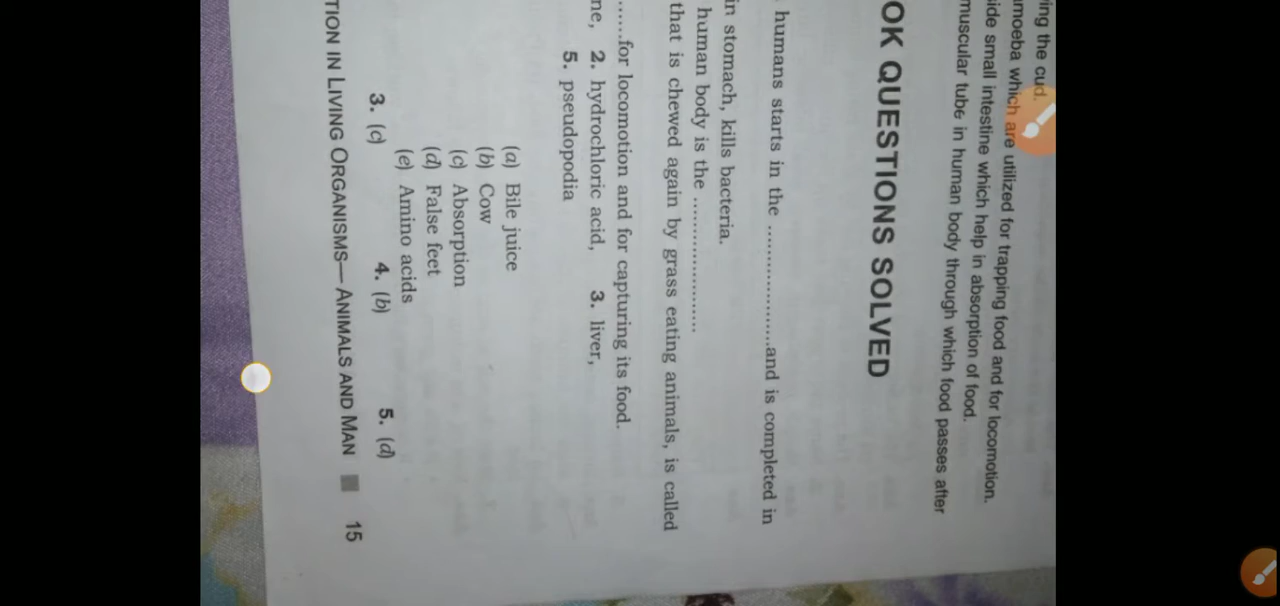 ing the cud.
moeba which are utilized for trapping food and for locomotion.
side small intestine which help in absorption of food.
muscular tube in human body through which food passes after
OK QUESTIONS SOLVED
humans starts in the ..................and is completed in
in stomach, kills bacteria.
human body is the ....................
that is chewed again by grass eating animals, is called
......for locomotion and for capturing its food.
ne, 2. hydrochloric acid, 3. liver,
5. pseudopodia
(a) Bile juice
(b) Cow
(c) Absorption
(d) False feet
(e) Amino acids
3. (c) 4. (b) 5. (d)
TION IN LIVING ORGANISMS—ANIMALS AND MAN 15